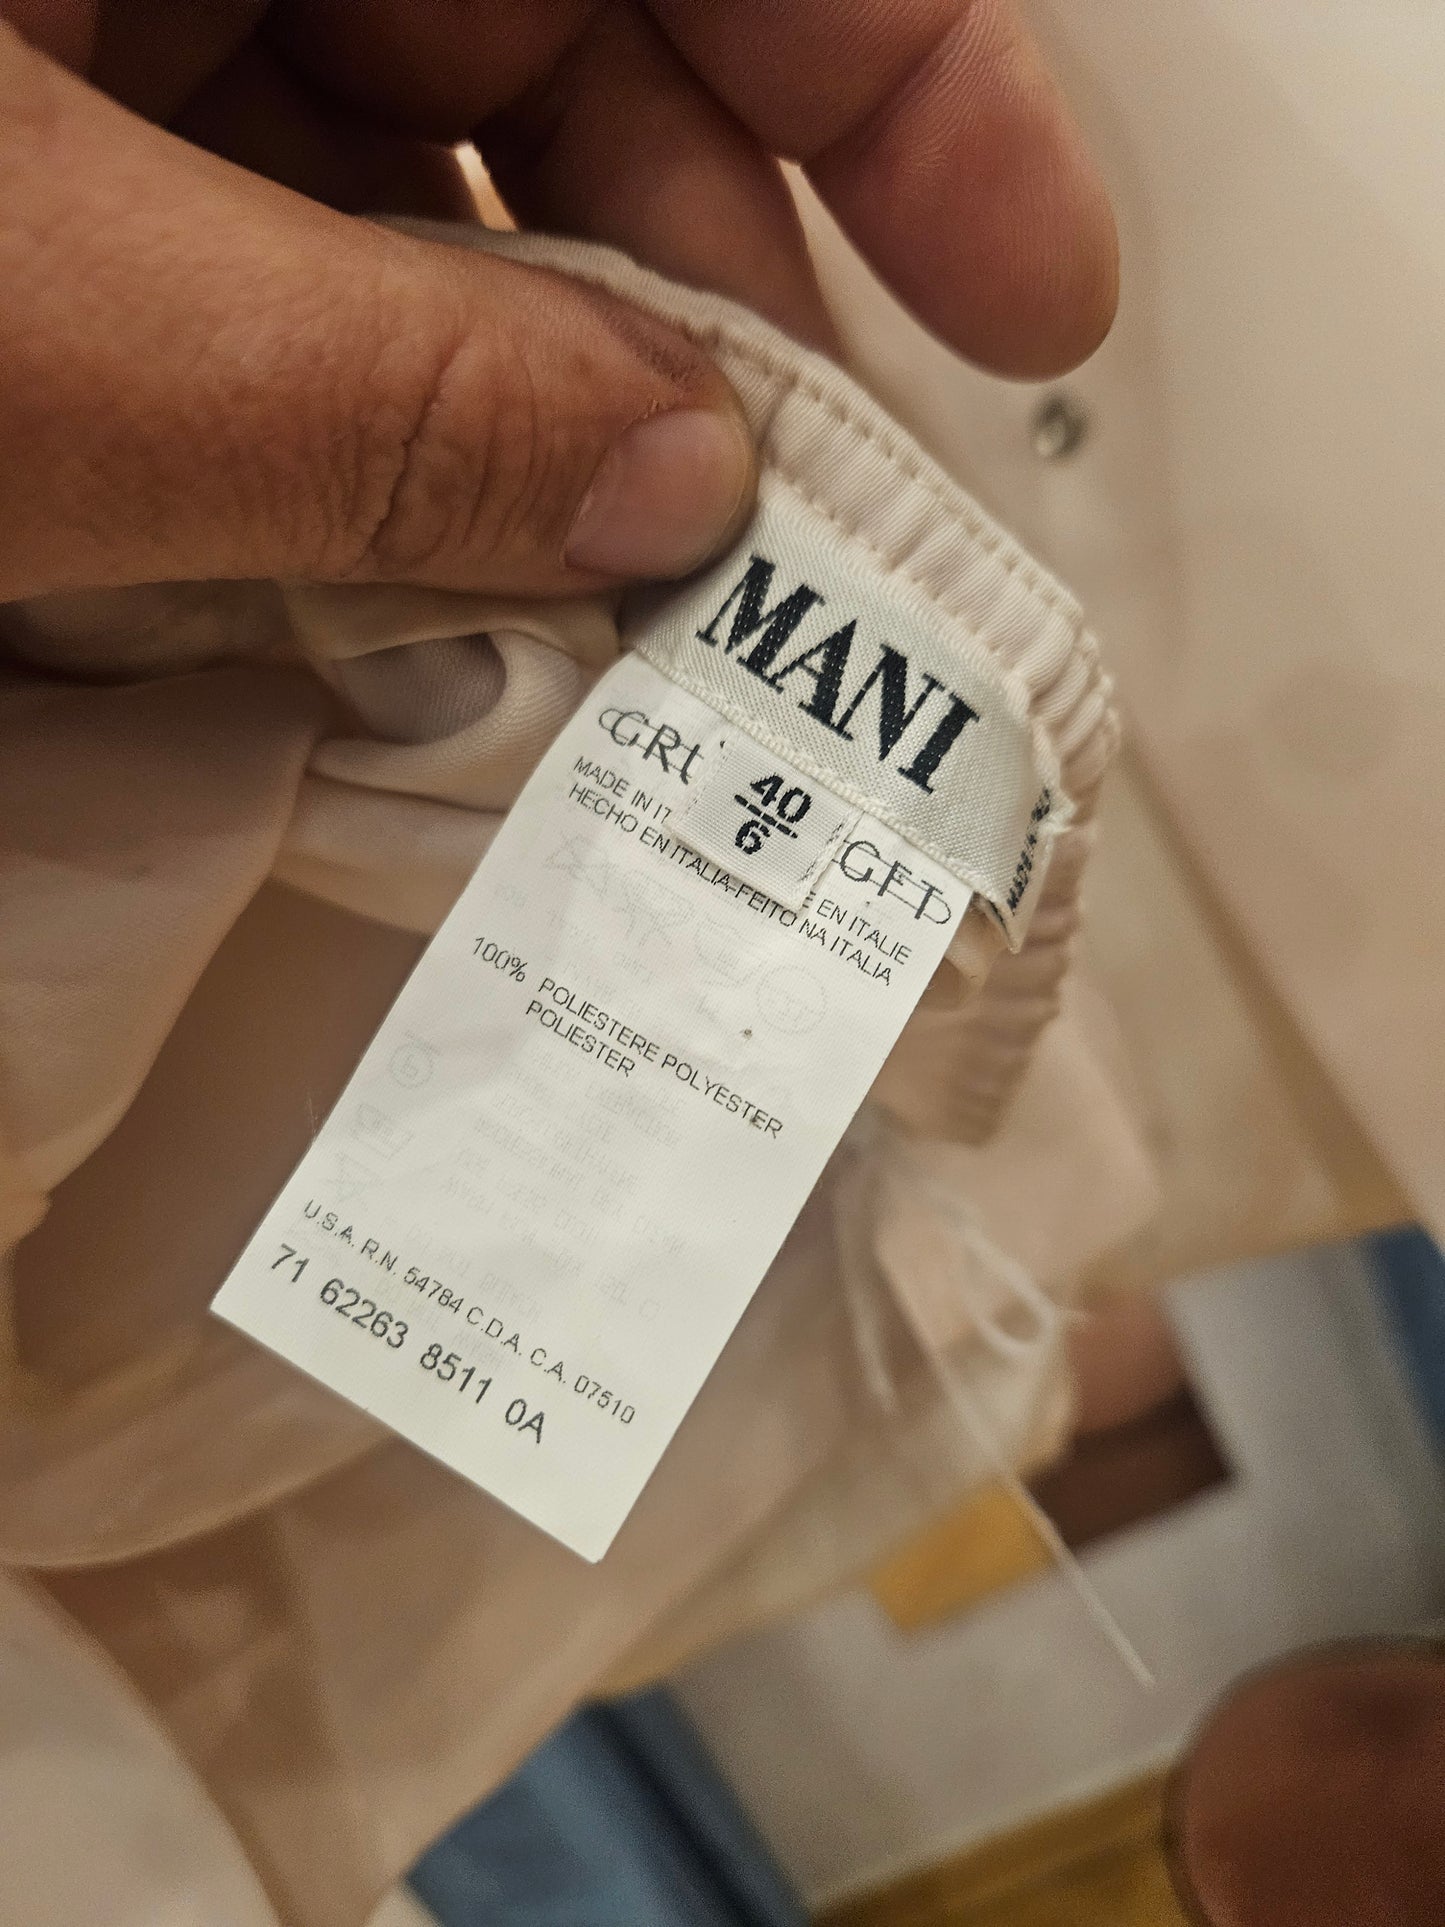 MANI
40
6
GFT
MADE IN
HECHO EN ITALIA-FEITO NA ITALIA
EN ITALIE
100% POLIESTERE POLYESTER
POLIESTER
U.S.A. R.N. 54784 C.D.A. C.A. 07510
71 62263 8511 0A